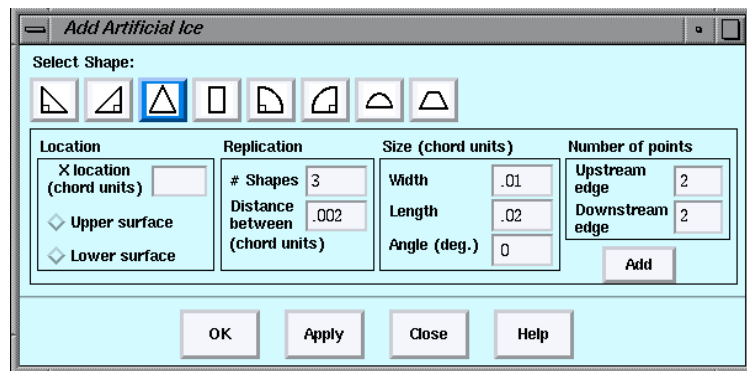 Add Artificial Ice
Select Shape:
Location
X location
(chord units)
Upper surface
Lower surface
Replication
# Shapes 3
Distance
between .002
(chord units)
Size (chord units)
Width .01
Length .02
Angle (deg.) 0
Number of points
Upstream
edge 2
Downstream
edge 2
Add
OK Apply Close Help